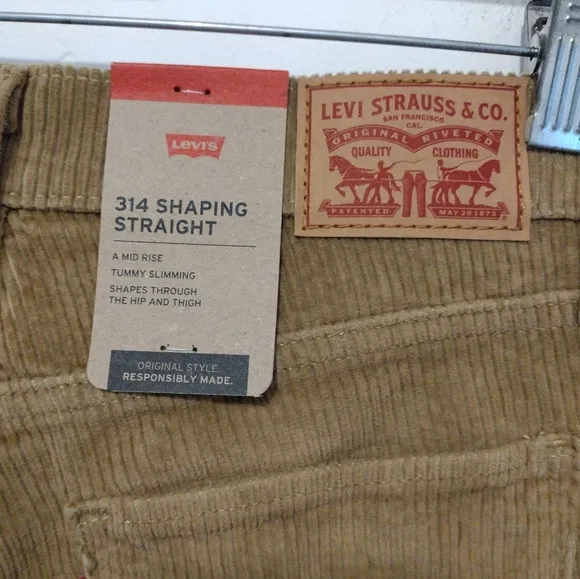 Levi's
314 SHAPING
STRAIGHT
A MID RISE
TUMMY SLIMMING
SHAPES THROUGH
THE HIP AND THIGH
ORIGINAL STYLE.
RESPONSIBLY MADE.
LEVI STRAUSS & CO.
SAN FRANCISCO
CAL.
ORIGINAL RIVETED
QUALITY CLOTHING
PATENTED MAY 20 1873